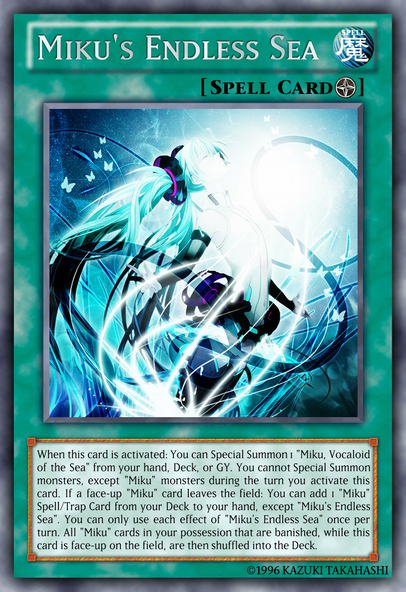 Miku's Endless Sea
SPELL
魔
[Spell Card]
When this card is activated: You can Special Summon 1 "Miku, Vocaloid
of the Sea" from your hand, Deck, or GY. You cannot Special Summon
monsters, except "Miku" monsters during the turn you activate this
card. If a face-up "Miku" card leaves the field: You can add 1 "Miku"
Spell/Trap Card from your Deck to your hand, except "Miku's Endless
Sea". You can only use each effect of "Miku's Endless Sea" once per
turn. All "Miku" cards in your possession that are banished, while this
card is face-up on the field, are then shuffled into the Deck.
©1996 KAZUKI TAKAHASHI